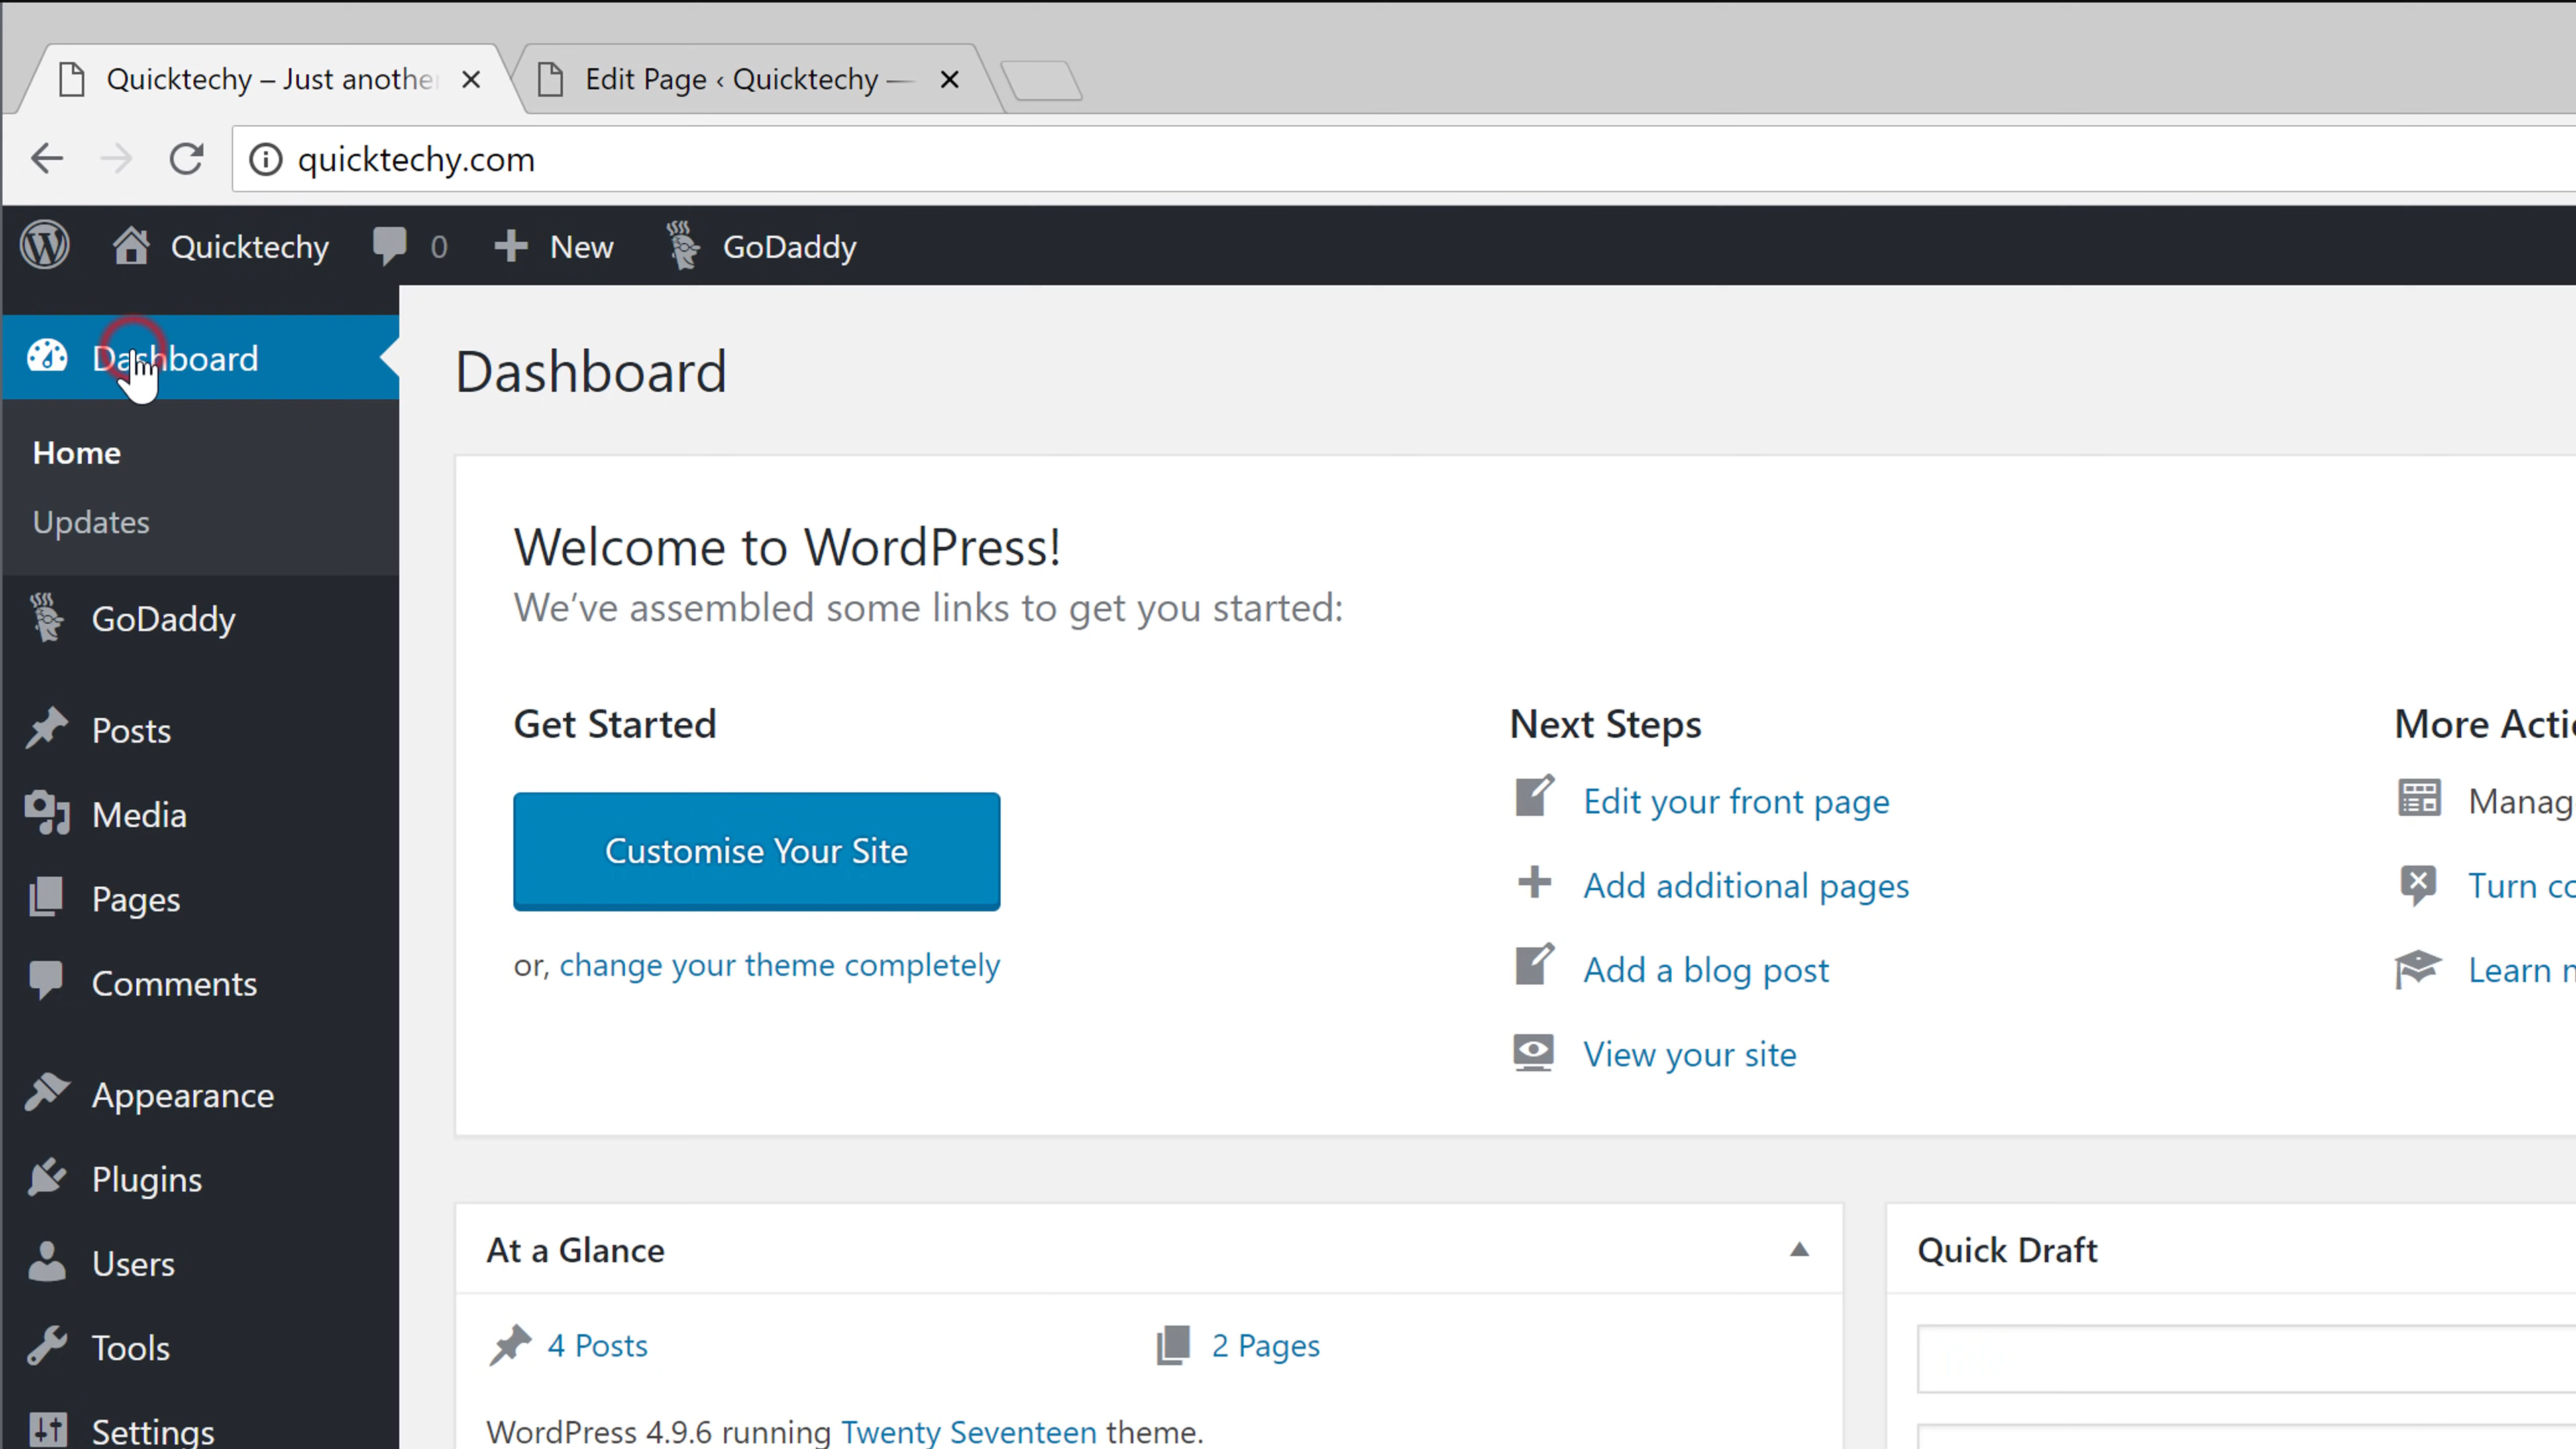 Quicktechy – Just another
Edit Page ‹ Quicktechy —
quicktechy.com
Quicktechy
0
New
GoDaddy
Dashboard
Home
Updates
GoDaddy
Posts
Media
Pages
Comments
Appearance
Plugins
Users
Tools
Settings
Dashboard
Welcome to WordPress!
We've assembled some links to get you started:
Get Started
Customise Your Site
or, change your theme completely
Next Steps
Edit your front page
Add additional pages
Add a blog post
View your site
More Acti
Manag
Turn co
Learn
At a Glance
4 Posts
2 Pages
WordPress 4.9.6 running Twenty Seventeen theme.
Quick Draft